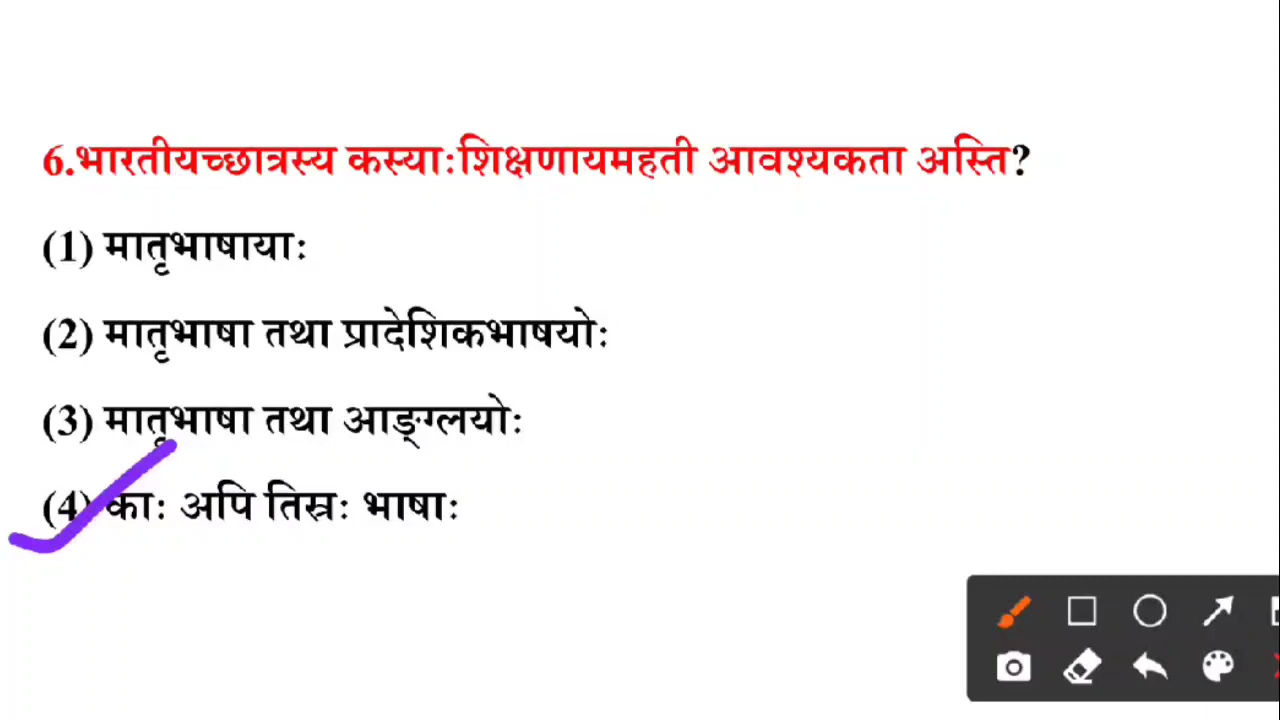 6.भारतीयच्छात्रस्य कस्याःशिक्षणायमहती आवश्यकता अस्ति?
(1) मातृभाषायाः
(2) मातृभाषा तथा प्रादेशिकभाषयोः
(3) मातृभाषा तथा आङ्ग्लयोः
(4) काः अपि तिस्रः भाषाः